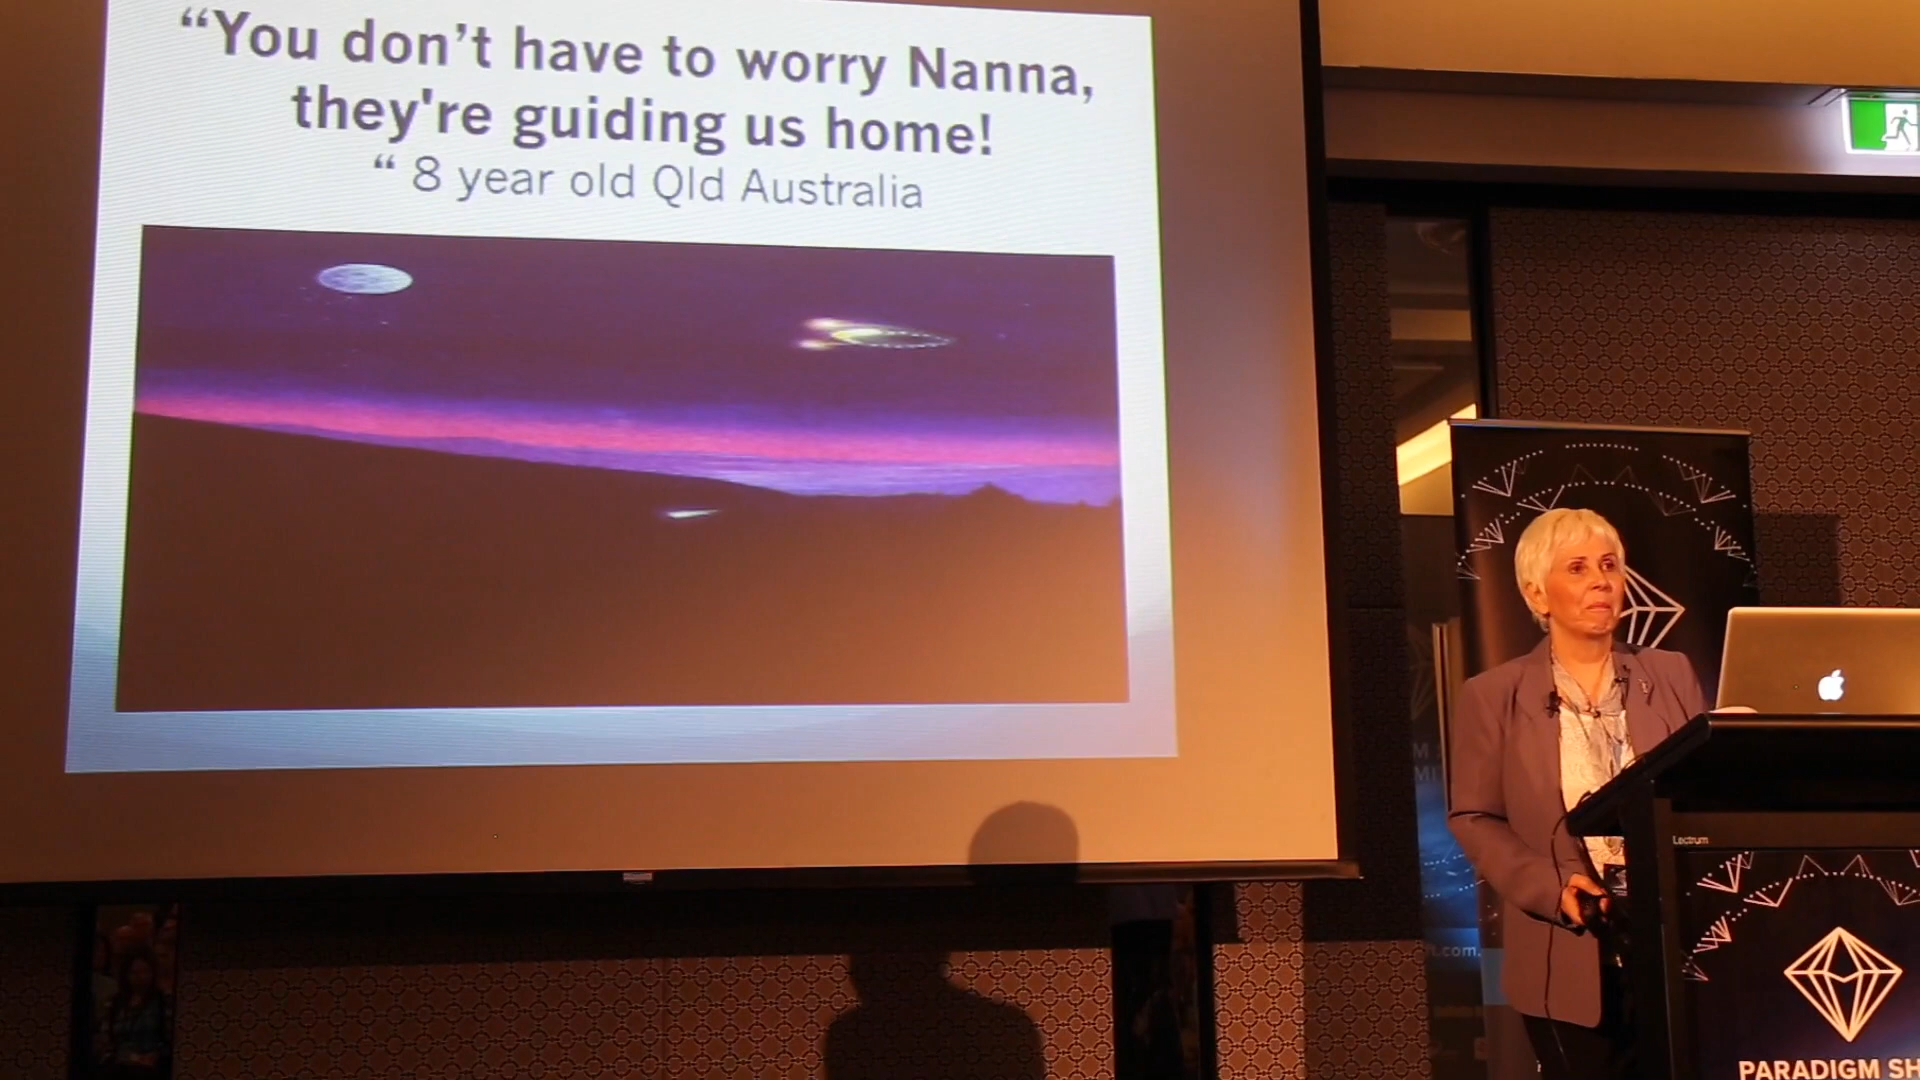 “You don’t have to worry Nanna,
they're guiding us home!
“ 8 year old Qld Australia
Lectrum
.com.
PARADIGM SH